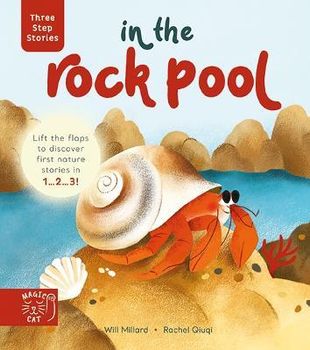 Three
Step
Stories
in the
rock pool
Lift the flaps
to discover
first nature
stories in
1...2...3!
MAGIC
CAT
Will Millard • Rachel Qiuqi